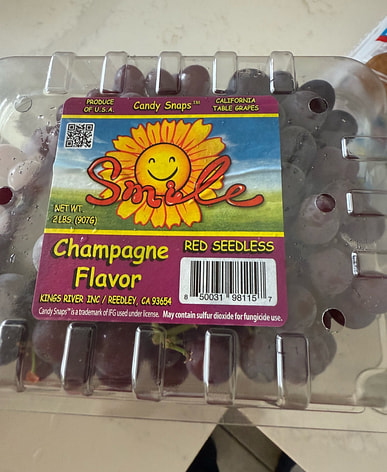 PRODUCE
OF U.S.A.
Candy Snaps™
CALIFORNIA
TABLE GRAPES
Smile
NET WT.
2 LBS. (907G)
Champagne
Flavor
RED SEEDLESS
8 50031 98115 7
KINGS RIVER INC / REEDLEY, CA 93654
Candy Snaps™ is a trademark of IFG used under license. May contain sulfur dioxide for fungicide use.